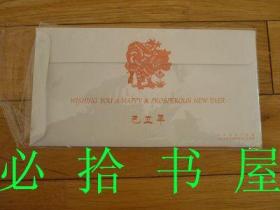 WISHING YOU A HAPPY & PROSPEROUS NEW YEAR
己丑年
必拾书屋